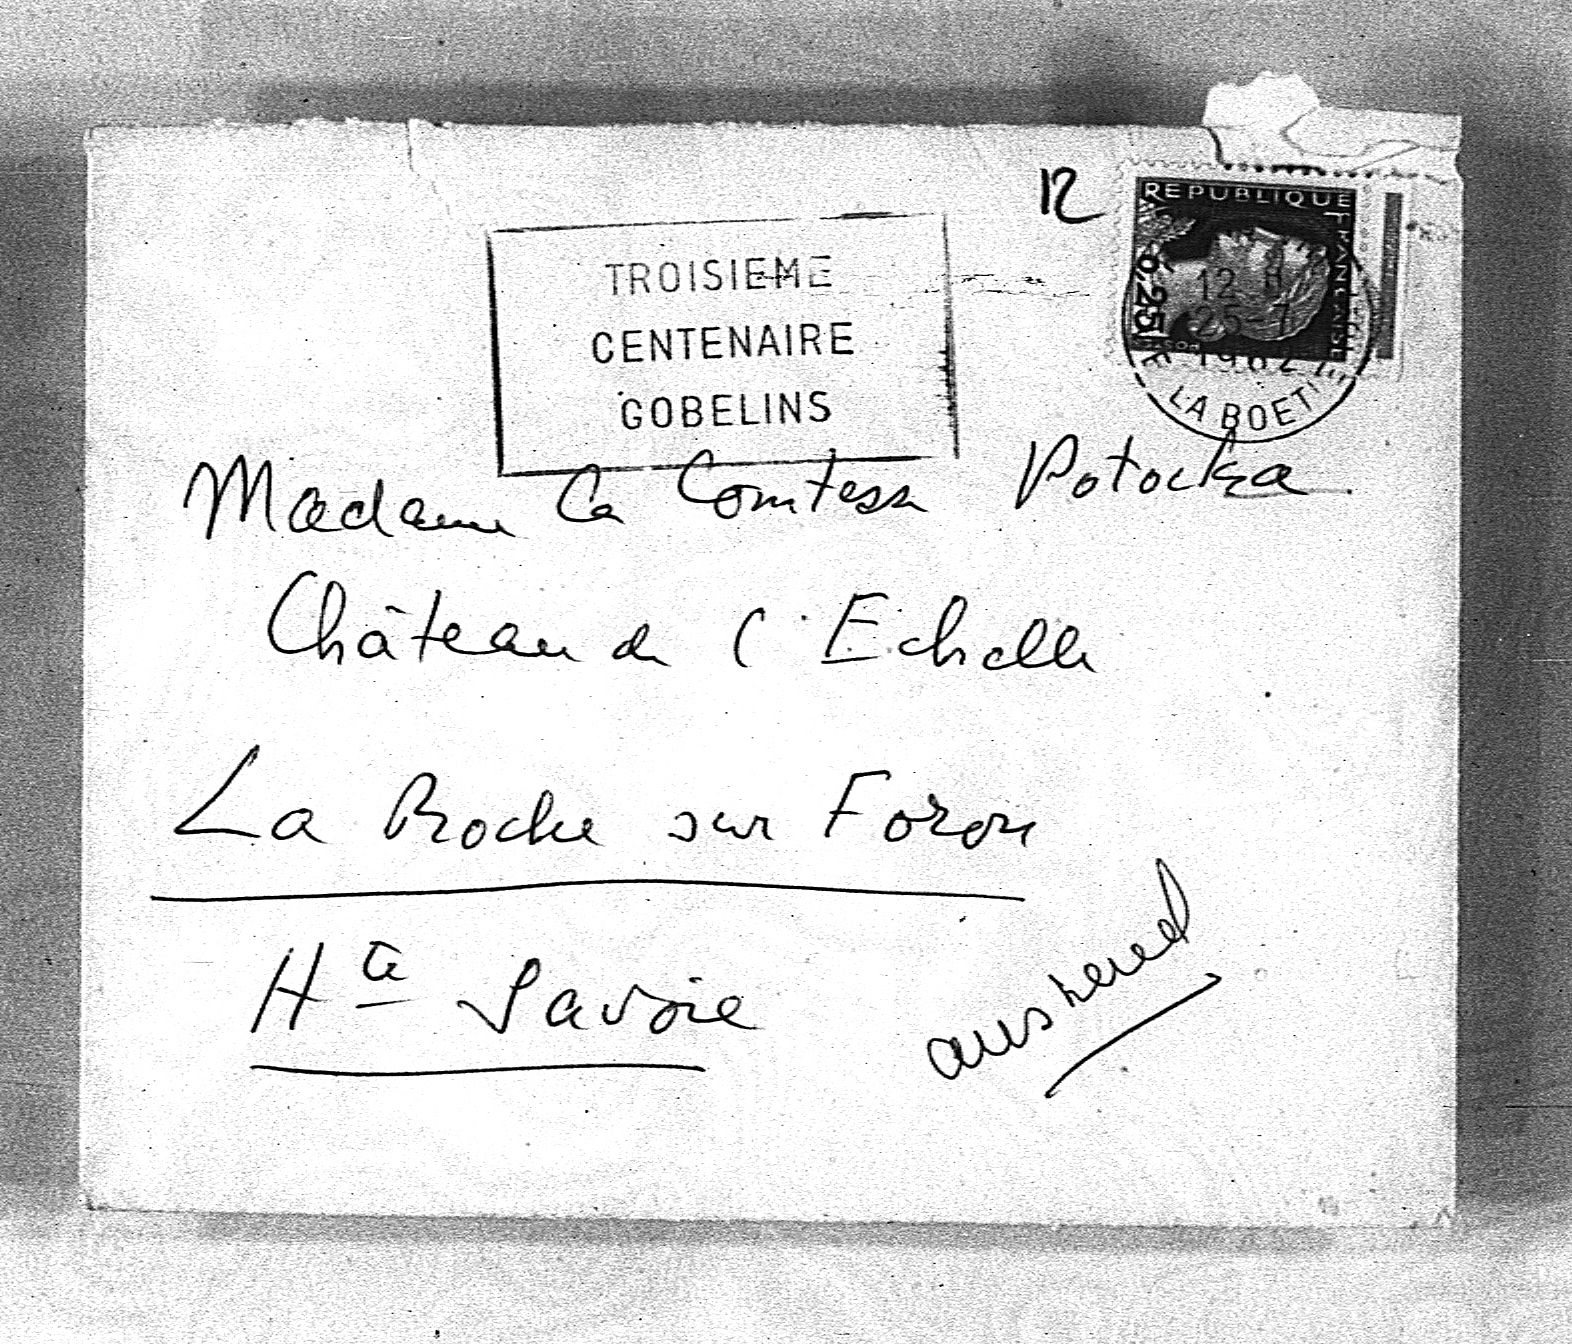 12
REPUBLIQUE FRANÇAISE
0,25
12 H
25-7
1962
LA BOETIE
TROISIEME
CENTENAIRE
GOBELINS
Madame la Comtesse Potocka
Château de l'Echelle
La Roche sur Foron
Hte Savoie
answered